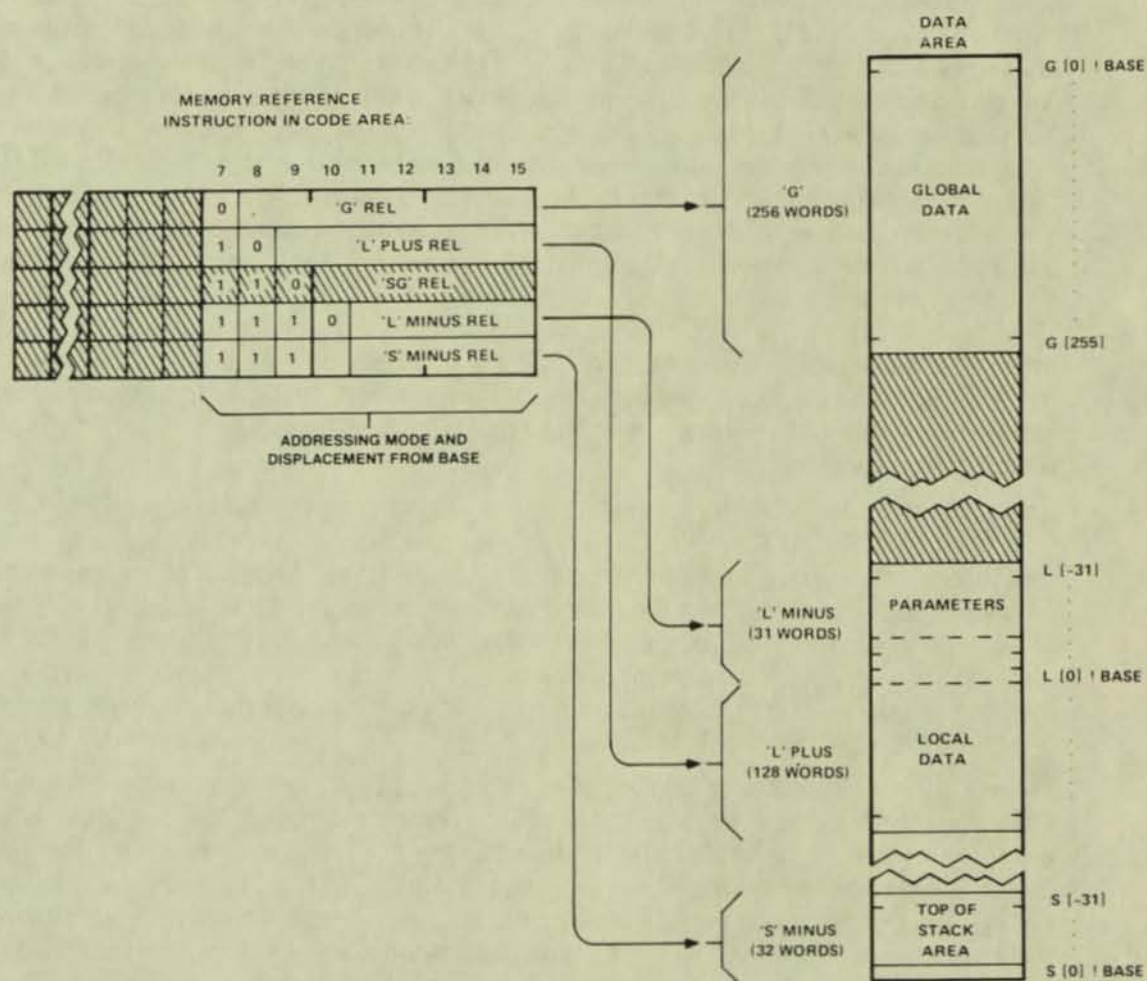 DATA
AREA
G [0] ! BASE
MEMORY REFERENCE
INSTRUCTION IN CODE AREA:
7 8 9 10 11 12 13 14 15
0 'G' REL
1 0 'L' PLUS REL
1 1 0 'SG' REL
1 1 1 0 'L' MINUS REL
1 1 1 'S' MINUS REL
ADDRESSING MODE AND
DISPLACEMENT FROM BASE
'G'
(256 WORDS)
GLOBAL
DATA
G [255]
L [-31]
'L' MINUS
(31 WORDS)
PARAMETERS
L [0] ! BASE
'L' PLUS
(128 WORDS)
LOCAL
DATA
S [-31]
'S' MINUS
(32 WORDS)
TOP OF
STACK
AREA
S [0] ! BASE